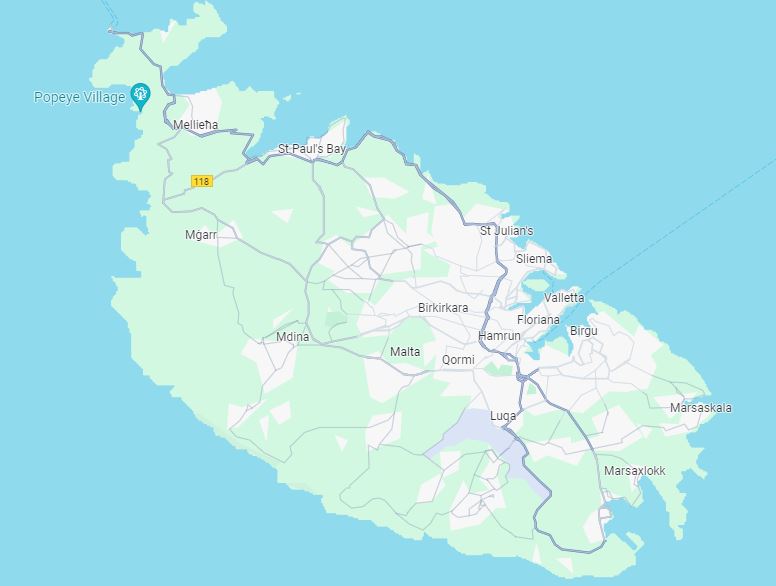 Popeye Village
Mellieħa
St Paul's Bay
118
Mġarr
St Julian's
Sliema
Valletta
Birkirkara
Floriana
Birgu
Hamrun
Mdina
Malta
Qormi
Luqa
Marsaskala
Marsaxlokk